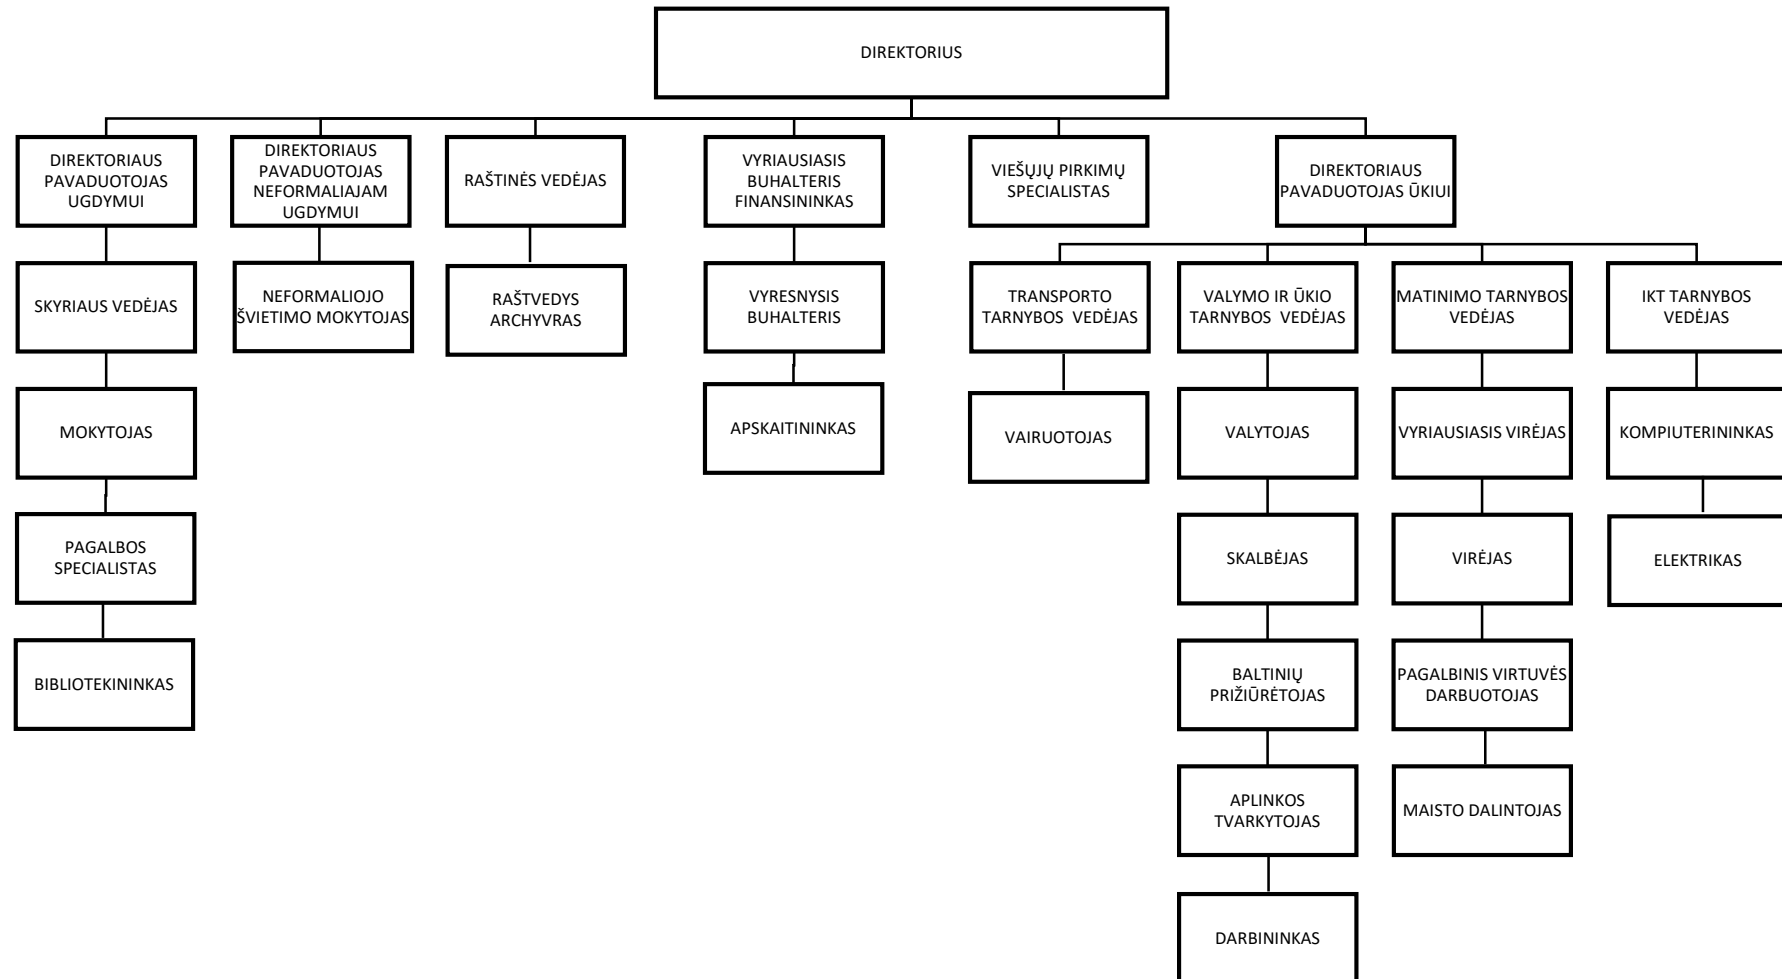 DIREKTORIUS
DIREKTORIAUS
PAVADUOTOJAS
UGDYMUI
DIREKTORIAUS
PAVADUOTOJAS
NEFORMALIAJAM
UGDYMUI
RAŠTINĖS VEDĖJAS
VYRIAUSIASIS
BUHALTERIS
FINANSININKAS
VIEŠŲJŲ PIRKIMŲ
SPECIALISTAS
DIREKTORIAUS
PAVADUOTOJAS ŪKIUI
SKYRIAUS VEDĖJAS
NEFORMALIOJO
ŠVIETIMO MOKYTOJAS
RAŠTVEDYS
ARCHYVRAS
VYRESNYSIS
BUHALTERIS
TRANSPORTO
TARNYBOS VEDĖJAS
VALYMO IR ŪKIO
TARNYBOS VEDĖJAS
MATINIMO TARNYBOS
VEDĖJAS
IKT TARNYBOS
VEDĖJAS
MOKYTOJAS
APSKAITININKAS
VAIRUOTOJAS
VALYTOJAS
VYRIAUSIASIS VIRĖJAS
KOMPIUTERININKAS
PAGALBOS
SPECIALISTAS
SKALBĖJAS
VIRĖJAS
ELEKTRIKAS
BIBLIOTEKININKAS
BALTINIŲ
PRIŽIŪRĖTOJAS
PAGALBINIS VIRTUVĖS
DARBUOTOJAS
APLINKOS
TVARKYTOJAS
MAISTO DALINTOJAS
DARBININKAS